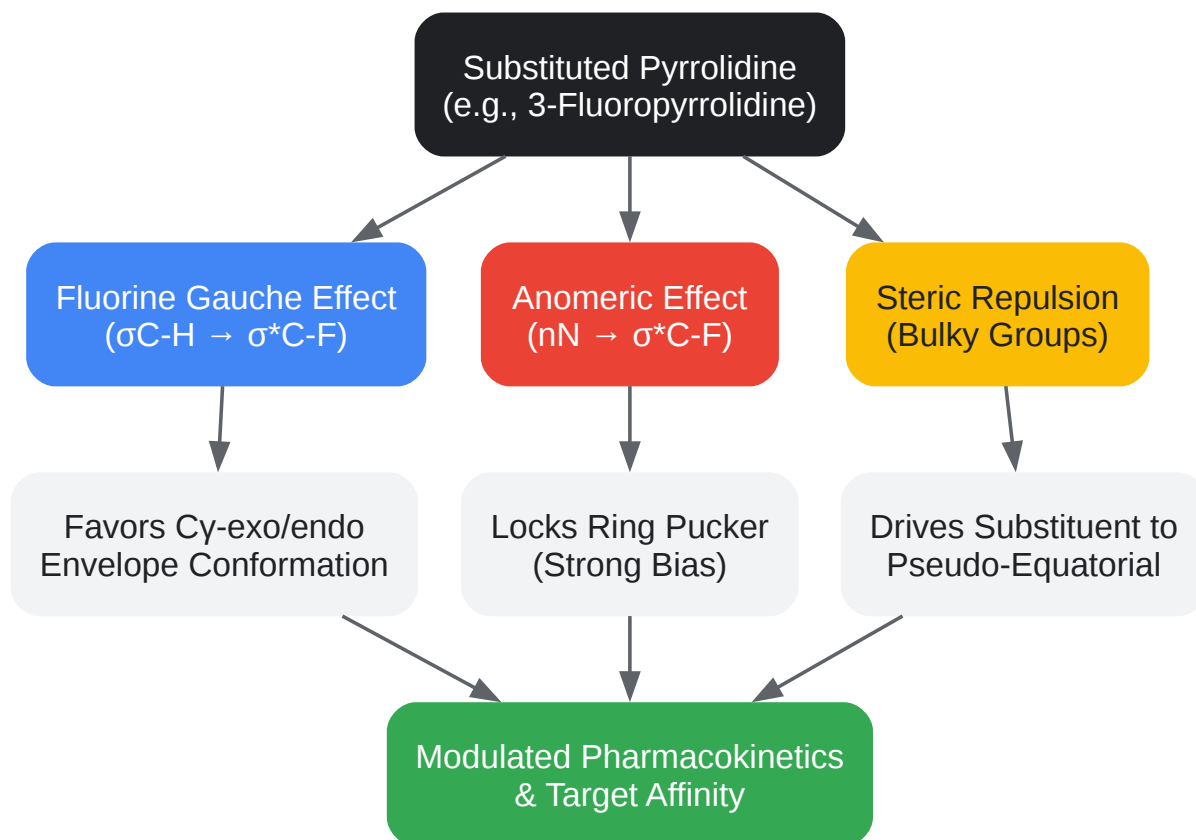 Substituted Pyrrolidine
(e.g., 3-Fluoropyrrolidine)
Fluorine Gauche Effect
(σC-H → σ*C-F)
Anomeric Effect
(nN → σ*C-F)
Steric Repulsion
(Bulky Groups)
Favors Cγ-exo/endo
Envelope Conformation
Locks Ring Pucker
(Strong Bias)
Drives Substituent to
Pseudo-Equatorial
Modulated Pharmacokinetics
& Target Affinity